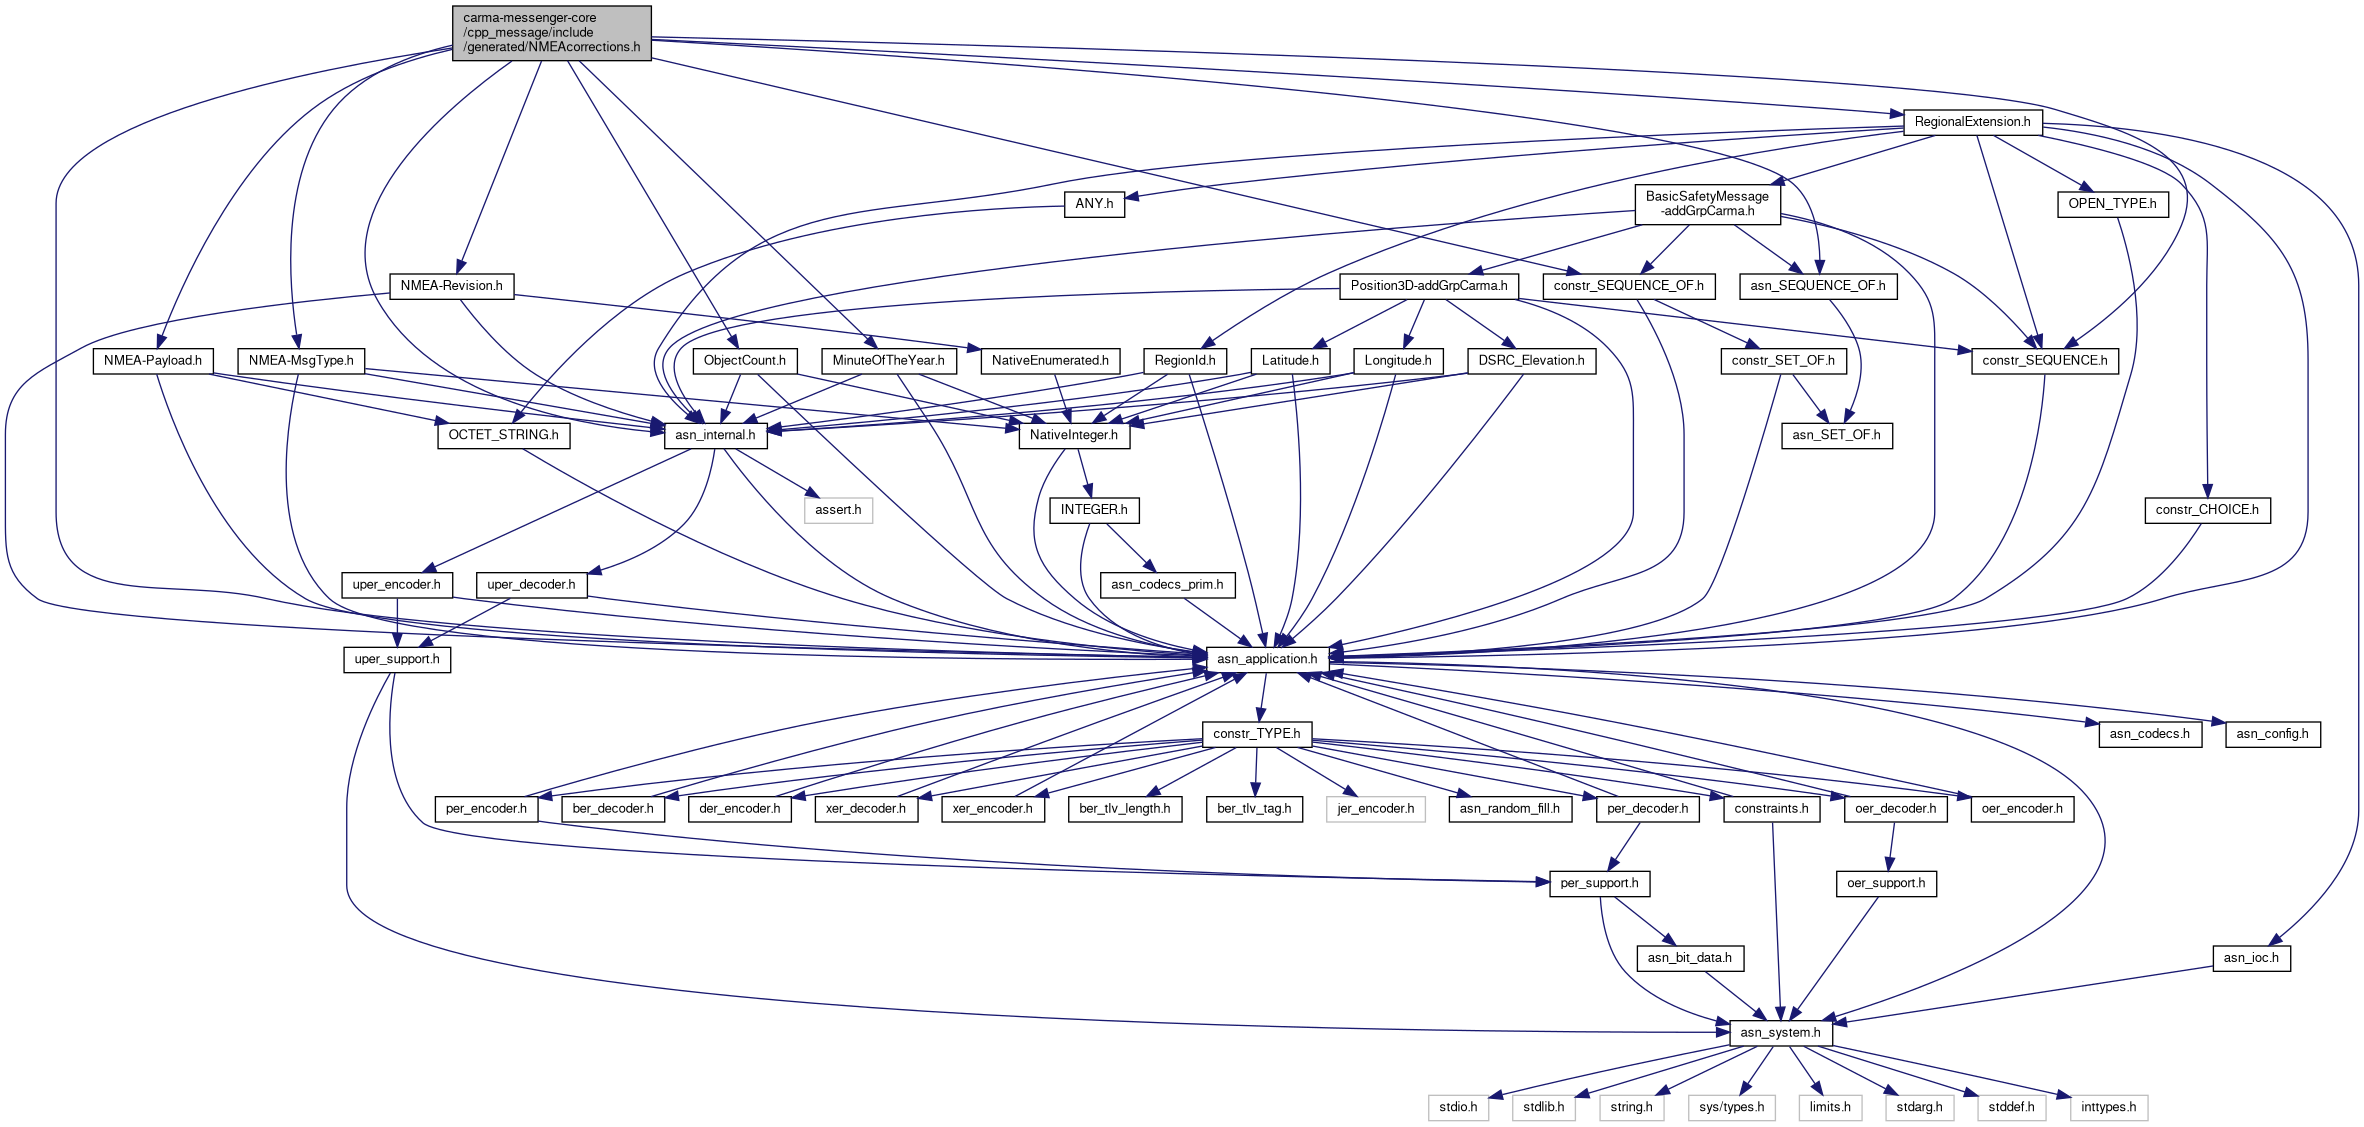 carma-messenger-core
/cpp_message/include
/generated/NMEAcorrections.h
RegionalExtension.h
ANY.h
BasicSafetyMessage
-addGrpCarma.h
OPEN_TYPE.h
NMEA-Revision.h
Position3D-addGrpCarma.h
constr_SEQUENCE_OF.h
asn_SEQUENCE_OF.h
NMEA-Payload.h
NMEA-MsgType.h
ObjectCount.h
MinuteOfTheYear.h
NativeEnumerated.h
RegionId.h
Latitude.h
Longitude.h
DSRC_Elevation.h
constr_SET_OF.h
constr_SEQUENCE.h
OCTET_STRING.h
asn_internal.h
NativeInteger.h
asn_SET_OF.h
assert.h
INTEGER.h
constr_CHOICE.h
uper_encoder.h
uper_decoder.h
asn_codecs_prim.h
uper_support.h
asn_application.h
constr_TYPE.h
asn_codecs.h
asn_config.h
per_encoder.h
ber_decoder.h
der_encoder.h
xer_decoder.h
xer_encoder.h
ber_tlv_length.h
ber_tlv_tag.h
jer_encoder.h
asn_random_fill.h
per_decoder.h
constraints.h
oer_decoder.h
oer_encoder.h
per_support.h
oer_support.h
asn_bit_data.h
asn_ioc.h
asn_system.h
stdio.h
stdlib.h
string.h
sys/types.h
limits.h
stdarg.h
stddef.h
inttypes.h